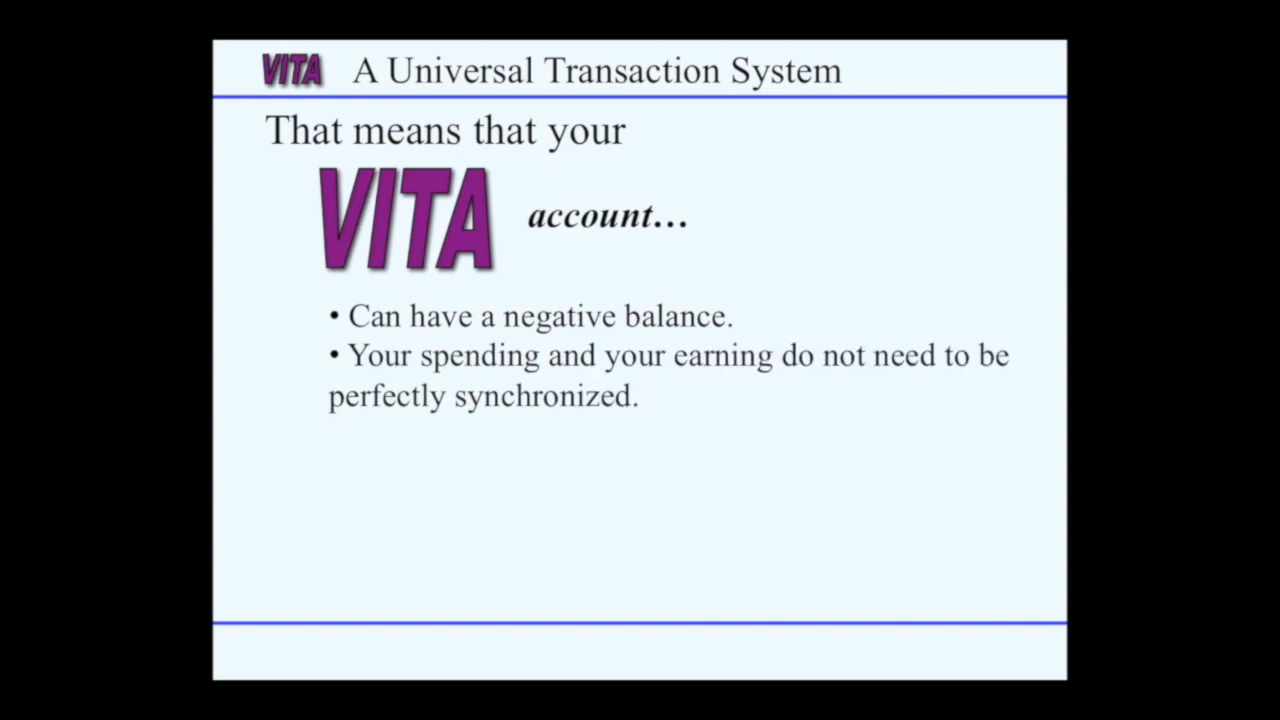 VITA A Universal Transaction System
That means that your
VITA account…
• Can have a negative balance.
• Your spending and your earning do not need to be
perfectly synchronized.